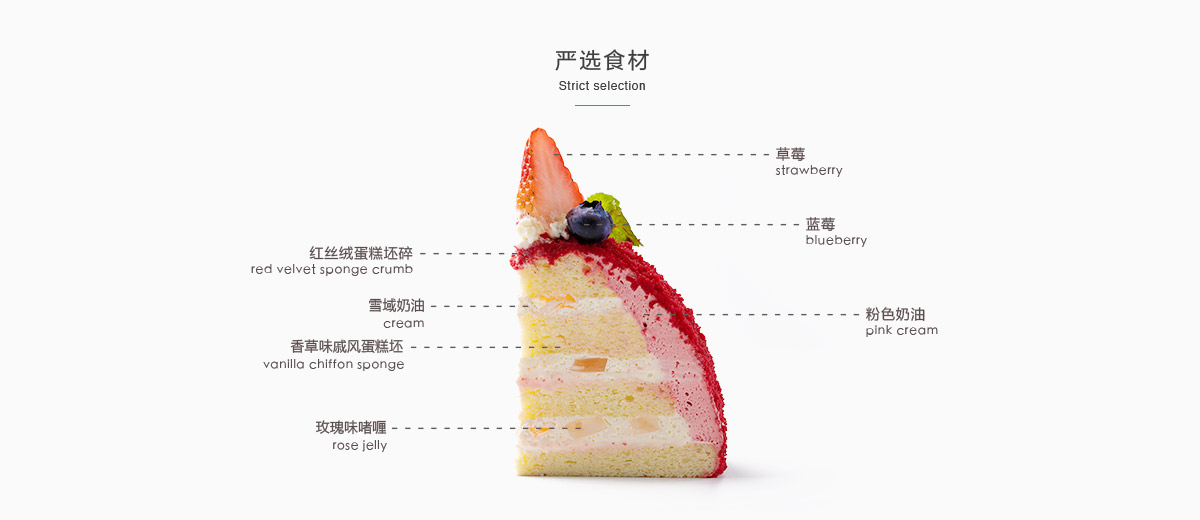 严选食材
Strict selection
草莓
strawberry
蓝莓
blueberry
红丝绒蛋糕坯碎
red velvet sponge crumb
雪域奶油
cream
粉色奶油
pink cream
香草味戚风蛋糕坯
vanilla chiffon sponge
玫瑰味啫喱
rose jelly